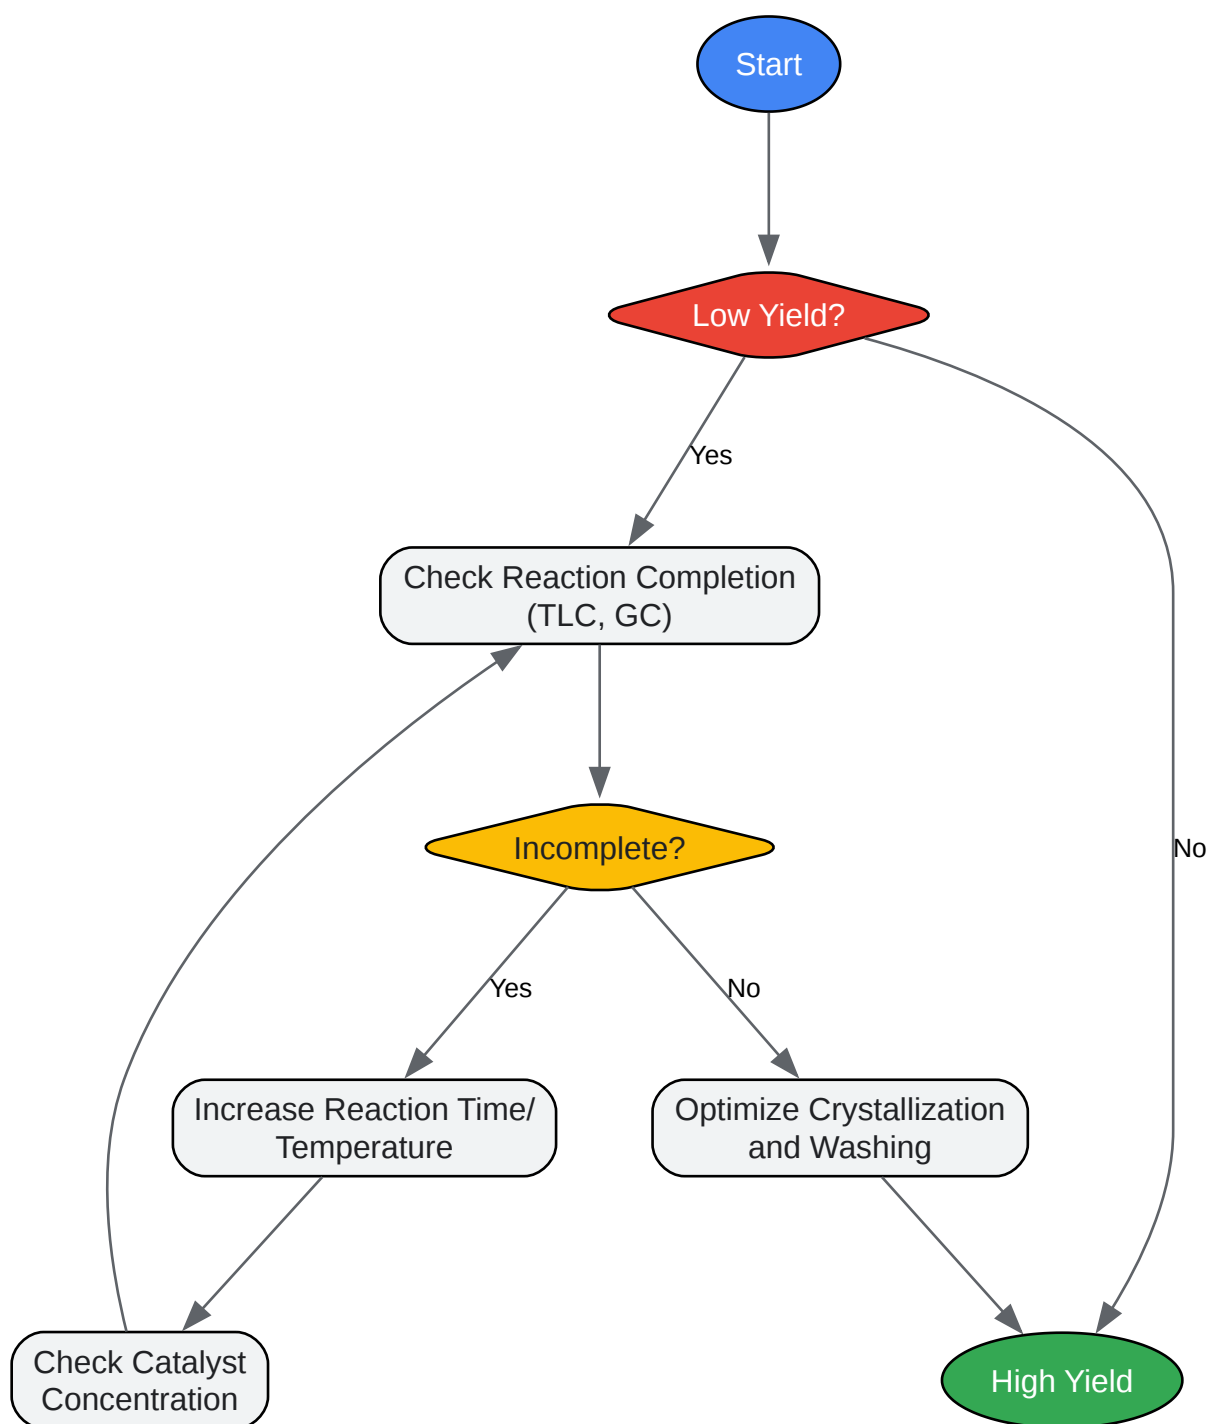 Start
Low Yield?
Yes
Check Reaction Completion
(TLC, GC)
Incomplete?
No
Yes
No
Increase Reaction Time/
Temperature
Optimize Crystallization
and Washing
Check Catalyst
Concentration
High Yield